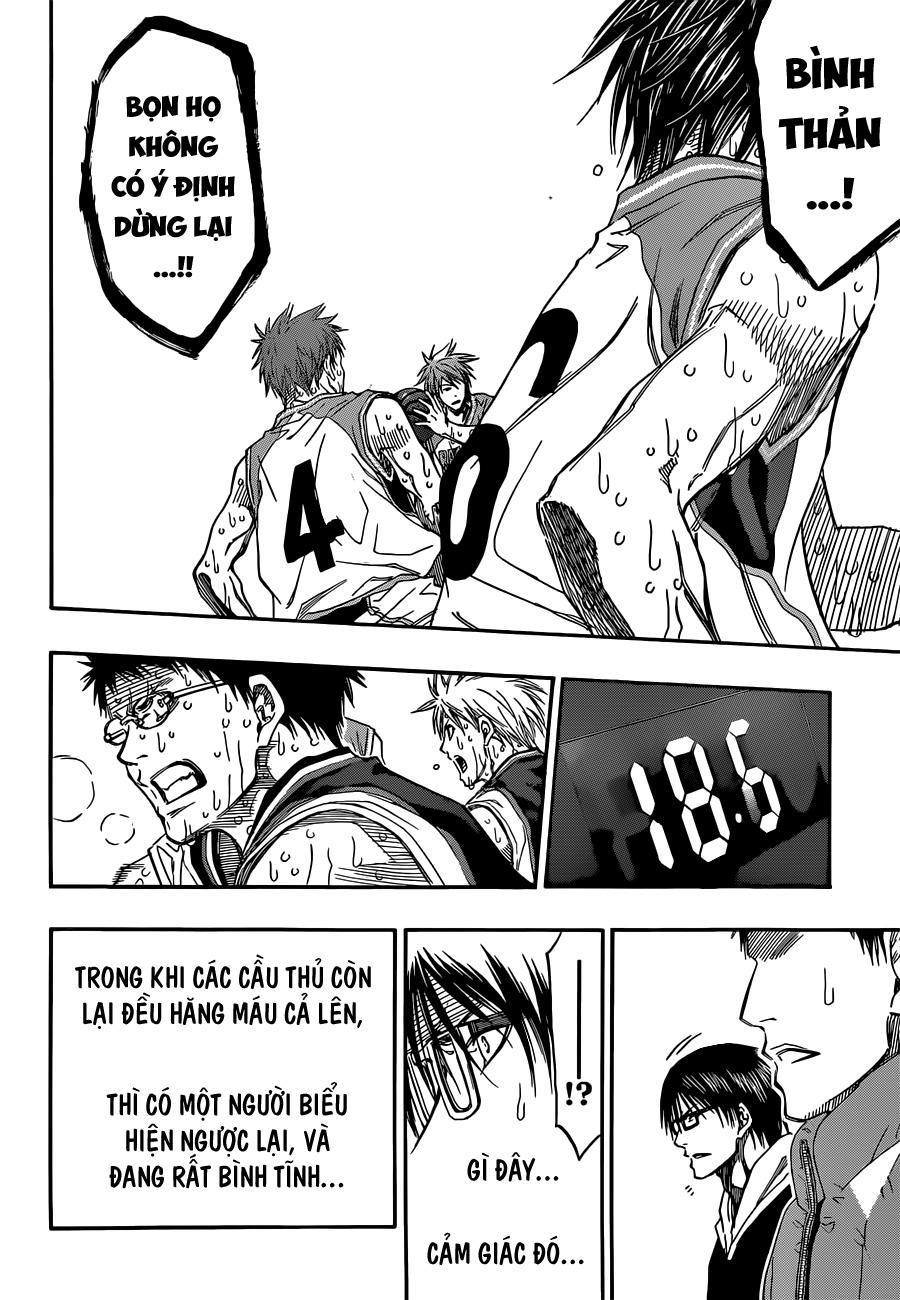 BÌNH
THẢN
...!
BỌN HỌ
KHÔNG
CÓ Ý ĐỊNH
DỪNG LẠI
...!!
4
0
18.5
!?
GÌ ĐÂY...
CẢM GIÁC ĐÓ...
TRONG KHI CÁC CẦU THỦ CÒN
LẠI ĐỀU HĂNG MÁU CẢ LÊN,
THÌ CÓ MỘT NGƯỜI BIỂU
HIỆN NGƯỢC LẠI, VÀ
ĐANG RẤT BÌNH TĨNH...